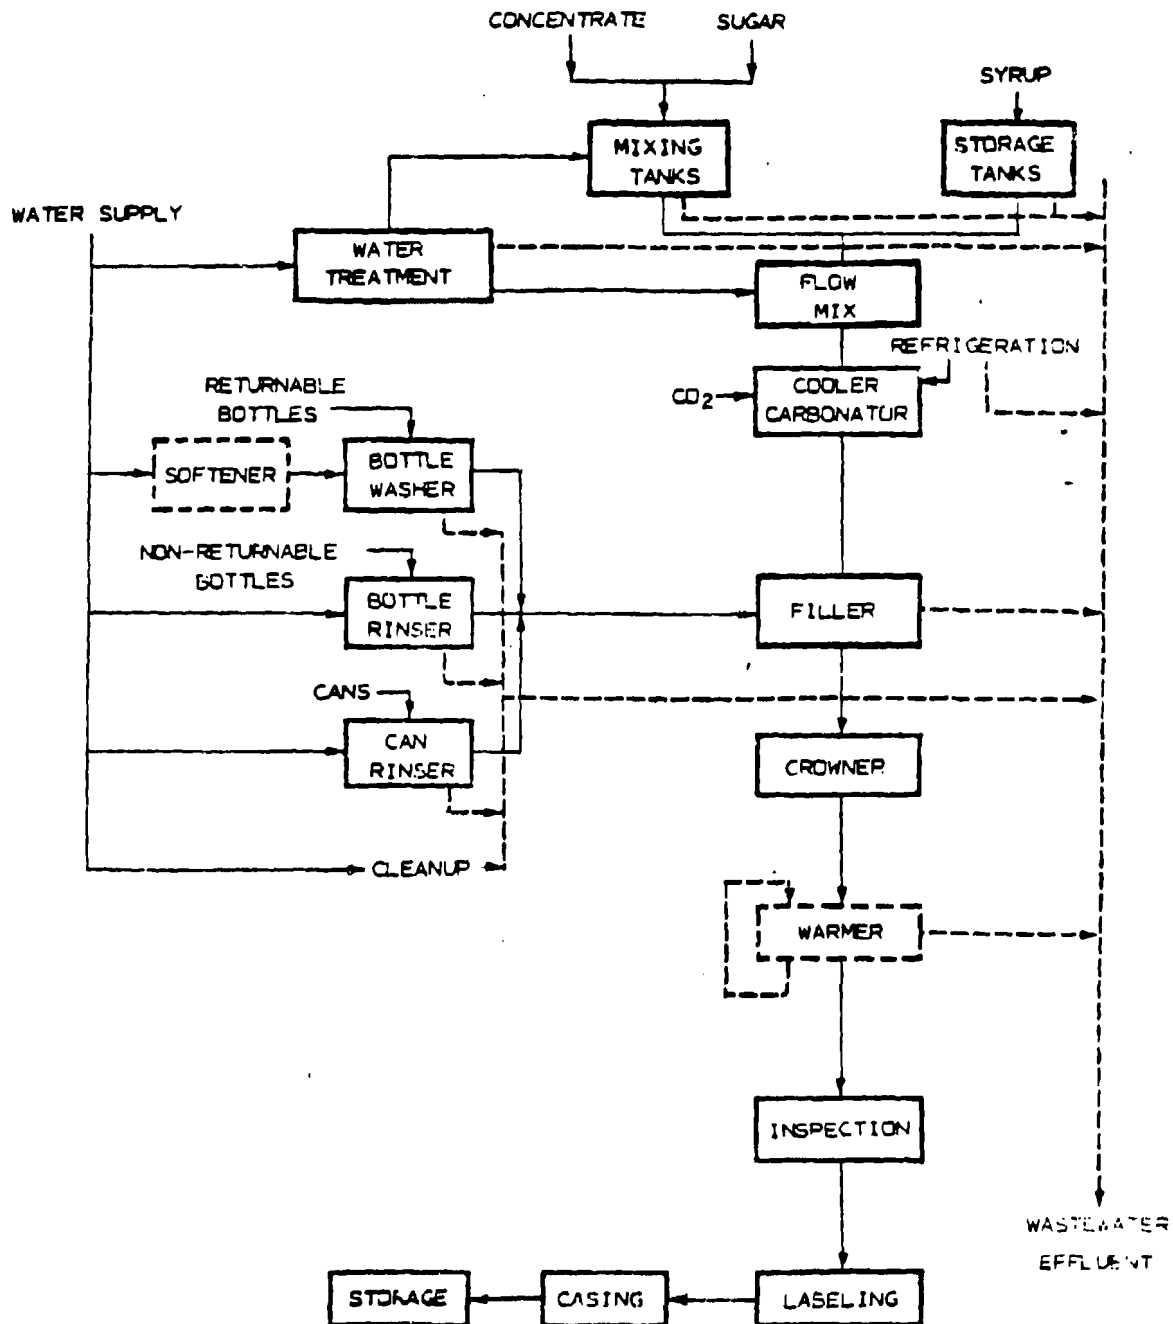 CONCENTRATE
SUGAR
SYRUP
MIXING
TANKS
STORAGE
TANKS
WATER SUPPLY
WATER
TREATMENT
FLOW
MIX
REFRIGERATION
RETURNABLE
BOTTLES
CO2
COOLER
CARBONATOR
SOFTENER
BOTTLE
WASHER
NON-RETURNABLE
BOTTLES
BOTTLE
RINSER
FILLER
CANS
CAN
RINSER
CROWNER
CLEANUP
WARMER
INSPECTION
WASTEWATER
EFFLUENT
STORAGE
CASING
LABELING